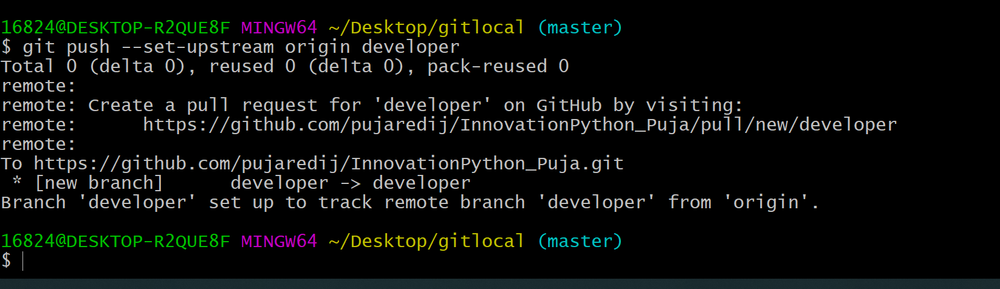 16824@DESKTOP-R2QUE8F MINGW64 ~/Desktop/gitlocal (master)
$ git push --set-upstream origin developer
Total 0 (delta 0), reused 0 (delta 0), pack-reused 0
remote:
remote: Create a pull request for 'developer' on GitHub by visiting:
remote:      https://github.com/pujaredij/InnovationPython_Puja/pull/new/developer
remote:
To https://github.com/pujaredij/InnovationPython_Puja.git
 * [new branch]      developer -> developer
Branch 'developer' set up to track remote branch 'developer' from 'origin'.
16824@DESKTOP-R2QUE8F MINGW64 ~/Desktop/gitlocal (master)
$